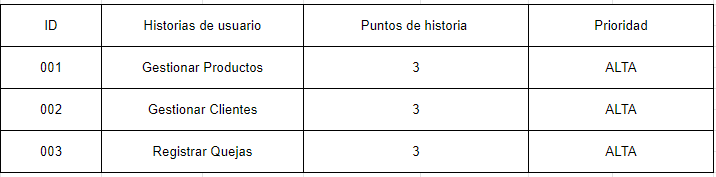 ID Historias de usuario Puntos de historia Prioridad
001 Gestionar Productos 3 ALTA
002 Gestionar Clientes 3 ALTA
003 Registrar Quejas 3 ALTA